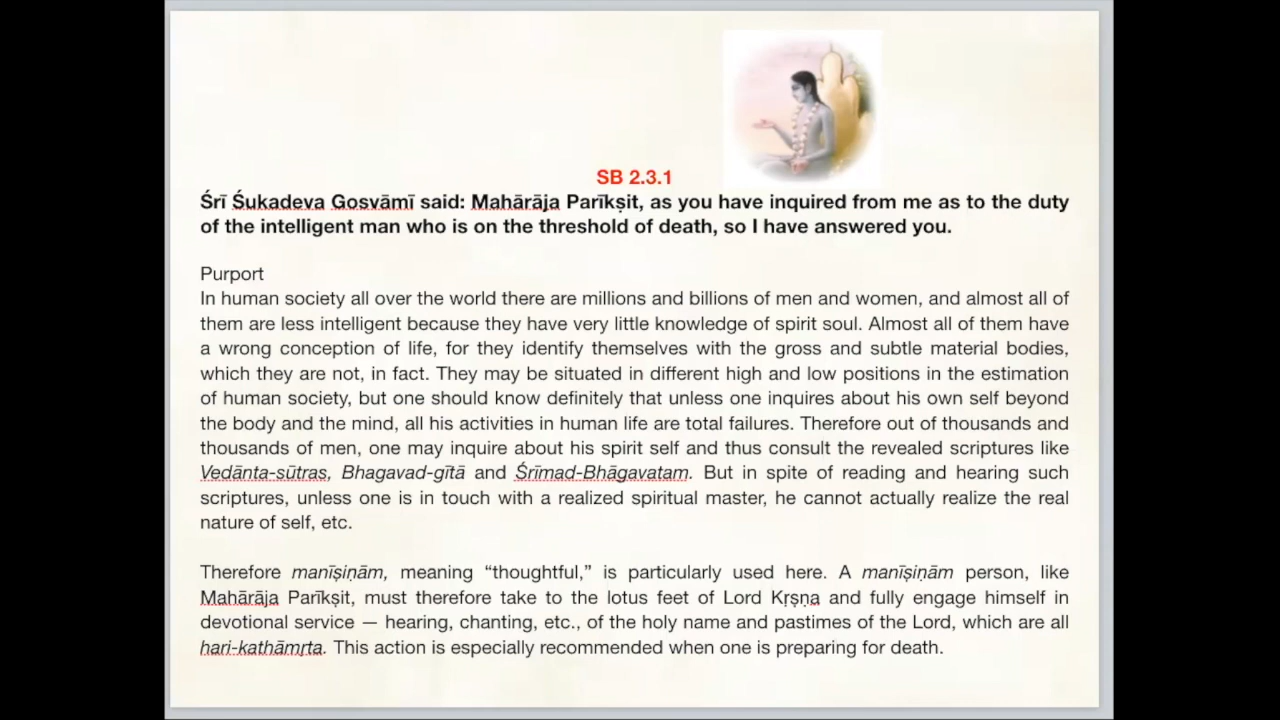 SB 2.3.1
Śrī Śukadeva Gosvāmī said: Mahārāja Parīkṣit, as you have inquired from me as to the duty
of the intelligent man who is on the threshold of death, so I have answered you.
Purport
In human society all over the world there are millions and billions of men and women, and almost all of
them are less intelligent because they have very little knowledge of spirit soul. Almost all of them have
a wrong conception of life, for they identify themselves with the gross and subtle material bodies,
which they are not, in fact. They may be situated in different high and low positions in the estimation
of human society, but one should know definitely that unless one inquires about his own self beyond
the body and the mind, all his activities in human life are total failures. Therefore out of thousands and
thousands of men, one may inquire about his spirit self and thus consult the revealed scriptures like
Vedānta-sūtras, Bhagavad-gītā and Śrīmad-Bhāgavatam. But in spite of reading and hearing such
scriptures, unless one is in touch with a realized spiritual master, he cannot actually realize the real
nature of self, etc.
Therefore manīṣiṇām, meaning “thoughtful,” is particularly used here. A manīṣiṇām person, like
Mahārāja Parīkṣit, must therefore take to the lotus feet of Lord Kṛṣṇa and fully engage himself in
devotional service — hearing, chanting, etc., of the holy name and pastimes of the Lord, which are all
hari-kathāmṛta. This action is especially recommended when one is preparing for death.